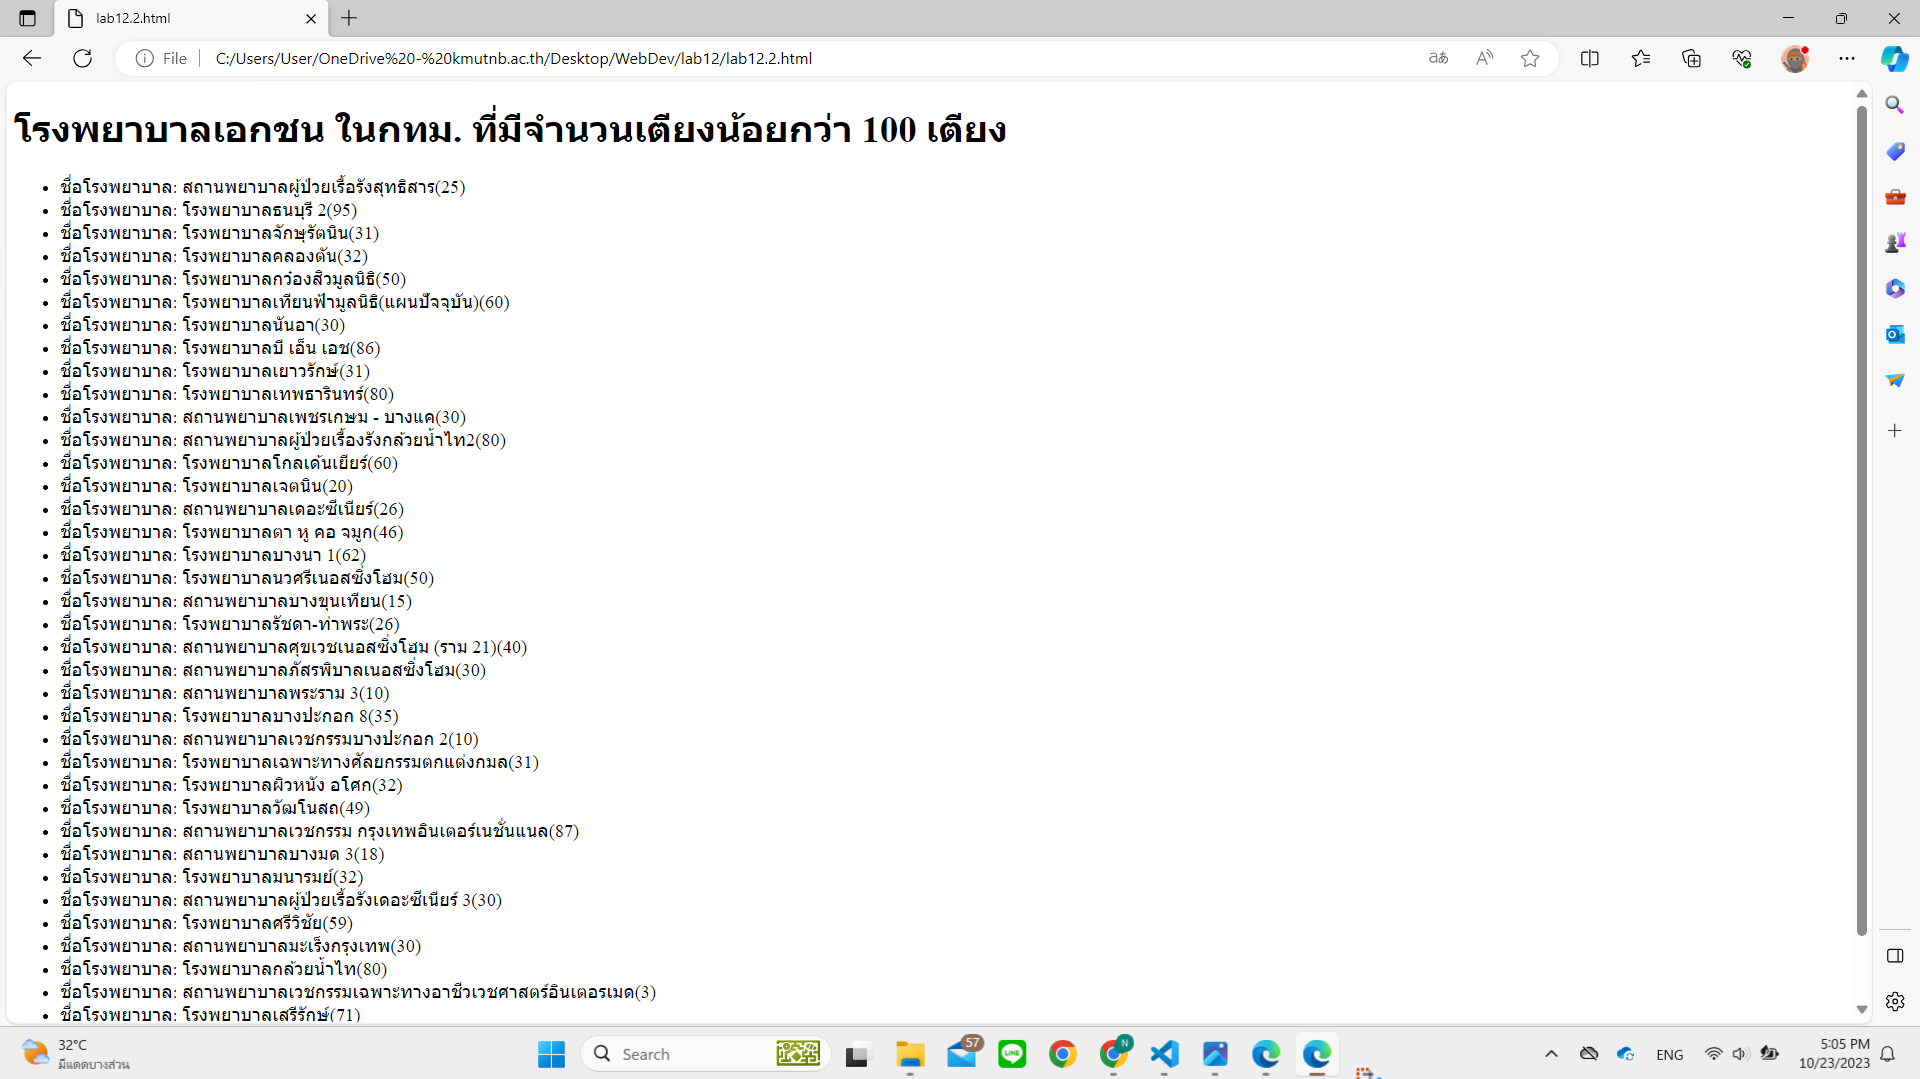 lab12.2.html
File
C:/Users/User/OneDrive%20-%20kmutnb.ac.th/Desktop/WebDev/lab12/lab12.2.html
โรงพยาบาลเอกชน ในกทม. ที่มีจำนวนเตียงน้อยกว่า 100 เตียง
ชื่อโรงพยาบาล: สถานพยาบาลผู้ป่วยเรื้อรังสุทธิสาร(25)
ชื่อโรงพยาบาล: โรงพยาบาลธนบุรี 2(95)
ชื่อโรงพยาบาล: โรงพยาบาลจักษุรัตนิน(31)
ชื่อโรงพยาบาล: โรงพยาบาลคลองตัน(32)
ชื่อโรงพยาบาล: โรงพยาบาลกว๋องสิวมูลนิธิ(50)
ชื่อโรงพยาบาล: โรงพยาบาลเทียนฟ้ามูลนิธิ(แผนปัจจุบัน)(60)
ชื่อโรงพยาบาล: โรงพยาบาลนันอา(30)
ชื่อโรงพยาบาล: โรงพยาบาลบี เอ็น เอช(86)
ชื่อโรงพยาบาล: โรงพยาบาลเยาวรักษ์(31)
ชื่อโรงพยาบาล: โรงพยาบาลเทพธารินทร์(80)
ชื่อโรงพยาบาล: สถานพยาบาลเพชรเกษม - บางแค(30)
ชื่อโรงพยาบาล: สถานพยาบาลผู้ป่วยเรื้องรังกล้วยน้ำไท2(80)
ชื่อโรงพยาบาล: โรงพยาบาลโกลเด้นเยียร์(60)
ชื่อโรงพยาบาล: โรงพยาบาลเจตนิน(20)
ชื่อโรงพยาบาล: สถานพยาบาลเดอะซีเนียร์(26)
ชื่อโรงพยาบาล: โรงพยาบาลตา หู คอ จมูก(46)
ชื่อโรงพยาบาล: โรงพยาบาลบางนา 1(62)
ชื่อโรงพยาบาล: โรงพยาบาลนวศรีเนอสซิ่งโฮม(50)
ชื่อโรงพยาบาล: สถานพยาบาลบางขุนเทียน(15)
ชื่อโรงพยาบาล: โรงพยาบาลรัชดา-ท่าพระ(26)
ชื่อโรงพยาบาล: สถานพยาบาลศุขเวชเนอสซิ่งโฮม (ราม 21)(40)
ชื่อโรงพยาบาล: สถานพยาบาลภัสรพิบาลเนอสซิ่งโฮม(30)
ชื่อโรงพยาบาล: สถานพยาบาลพระราม 3(10)
ชื่อโรงพยาบาล: โรงพยาบาลบางปะกอก 8(35)
ชื่อโรงพยาบาล: สถานพยาบาลเวชกรรมบางปะกอก 2(10)
ชื่อโรงพยาบาล: โรงพยาบาลเฉพาะทางศัลยกรรมตกแต่งกมล(31)
ชื่อโรงพยาบาล: โรงพยาบาลผิวหนัง อโศก(32)
ชื่อโรงพยาบาล: โรงพยาบาลวัฒโนสถ(49)
ชื่อโรงพยาบาล: สถานพยาบาลเวชกรรม กรุงเทพอินเตอร์เนชั่นแนล(87)
ชื่อโรงพยาบาล: สถานพยาบาลบางมด 3(18)
ชื่อโรงพยาบาล: โรงพยาบาลมนารมย์(32)
ชื่อโรงพยาบาล: สถานพยาบาลผู้ป่วยเรื้อรังเดอะซีเนียร์ 3(30)
ชื่อโรงพยาบาล: โรงพยาบาลศรีวิชัย(59)
ชื่อโรงพยาบาล: สถานพยาบาลมะเร็งกรุงเทพ(30)
ชื่อโรงพยาบาล: โรงพยาบาลกล้วยน้ำไท(80)
ชื่อโรงพยาบาล: สถานพยาบาลเวชกรรมเฉพาะทางอาชีวเวชศาสตร์อินเตอรเมด(3)
ชื่อโรงพยาบาล: โรงพยาบาลเสรีรักษ์(71)
32°C
มีแดดบางส่วน
Search
57
LINE
N
ENG
5:05 PM
10/23/2023